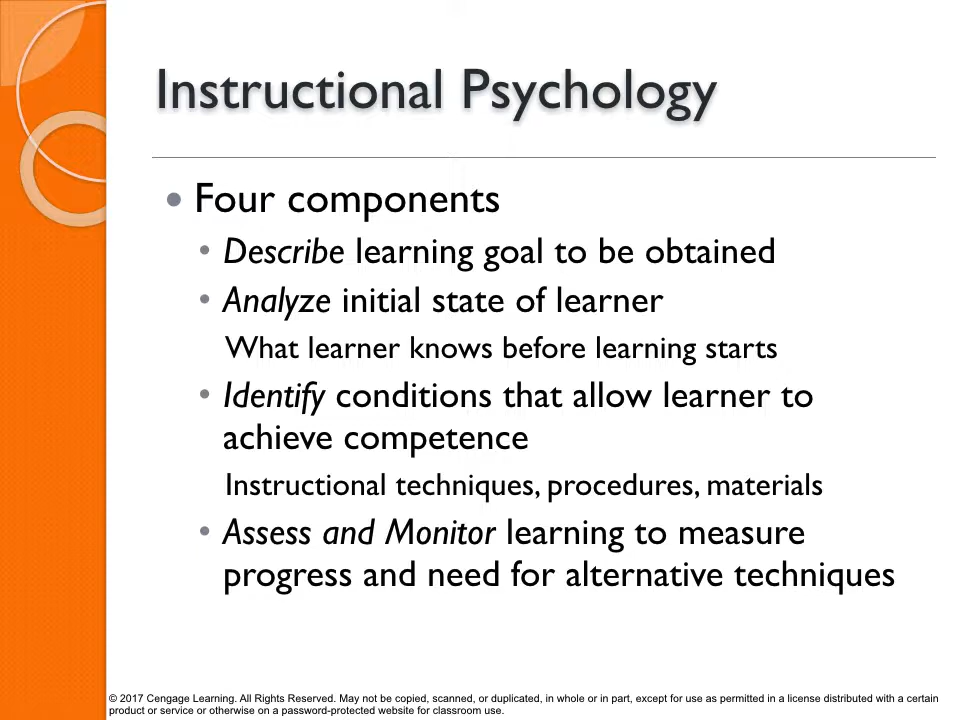 Instructional Psychology
• Four components
• Describe learning goal to be obtained
• Analyze initial state of learner
What learner knows before learning starts
• Identify conditions that allow learner to
achieve competence
Instructional techniques, procedures, materials
• Assess and Monitor learning to measure
progress and need for alternative techniques
© 2017 Cengage Learning. All Rights Reserved. May not be copied, scanned, or duplicated, in whole or in part, except for use as permitted in a license distributed with a certain
product or service or otherwise on a password-protected website for classroom use.